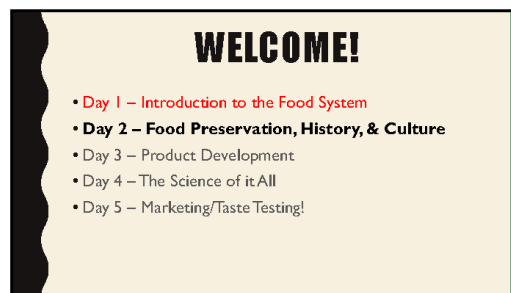 WELCOME!
• Day 1 – Introduction to the Food System
• Day 2 – Food Preservation, History, & Culture
• Day 3 – Product Development
• Day 4 – The Science of it All
• Day 5 – Marketing/Taste Testing!